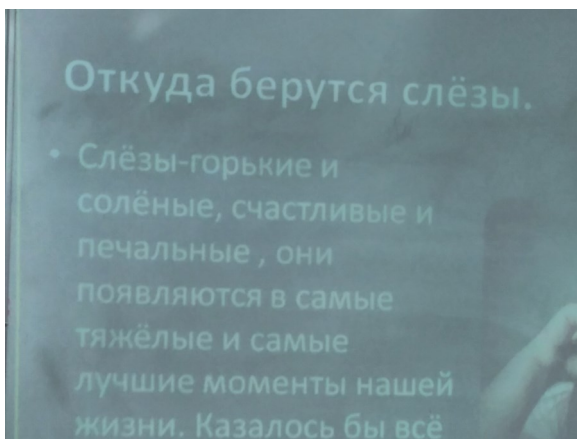 Откуда берутся слёзы.
• Слёзы-горькие и
солёные, счастливые и
печальные , они
появляются в самые
тяжёлые и самые
лучшие моменты нашей
жизни. Казалось бы всё